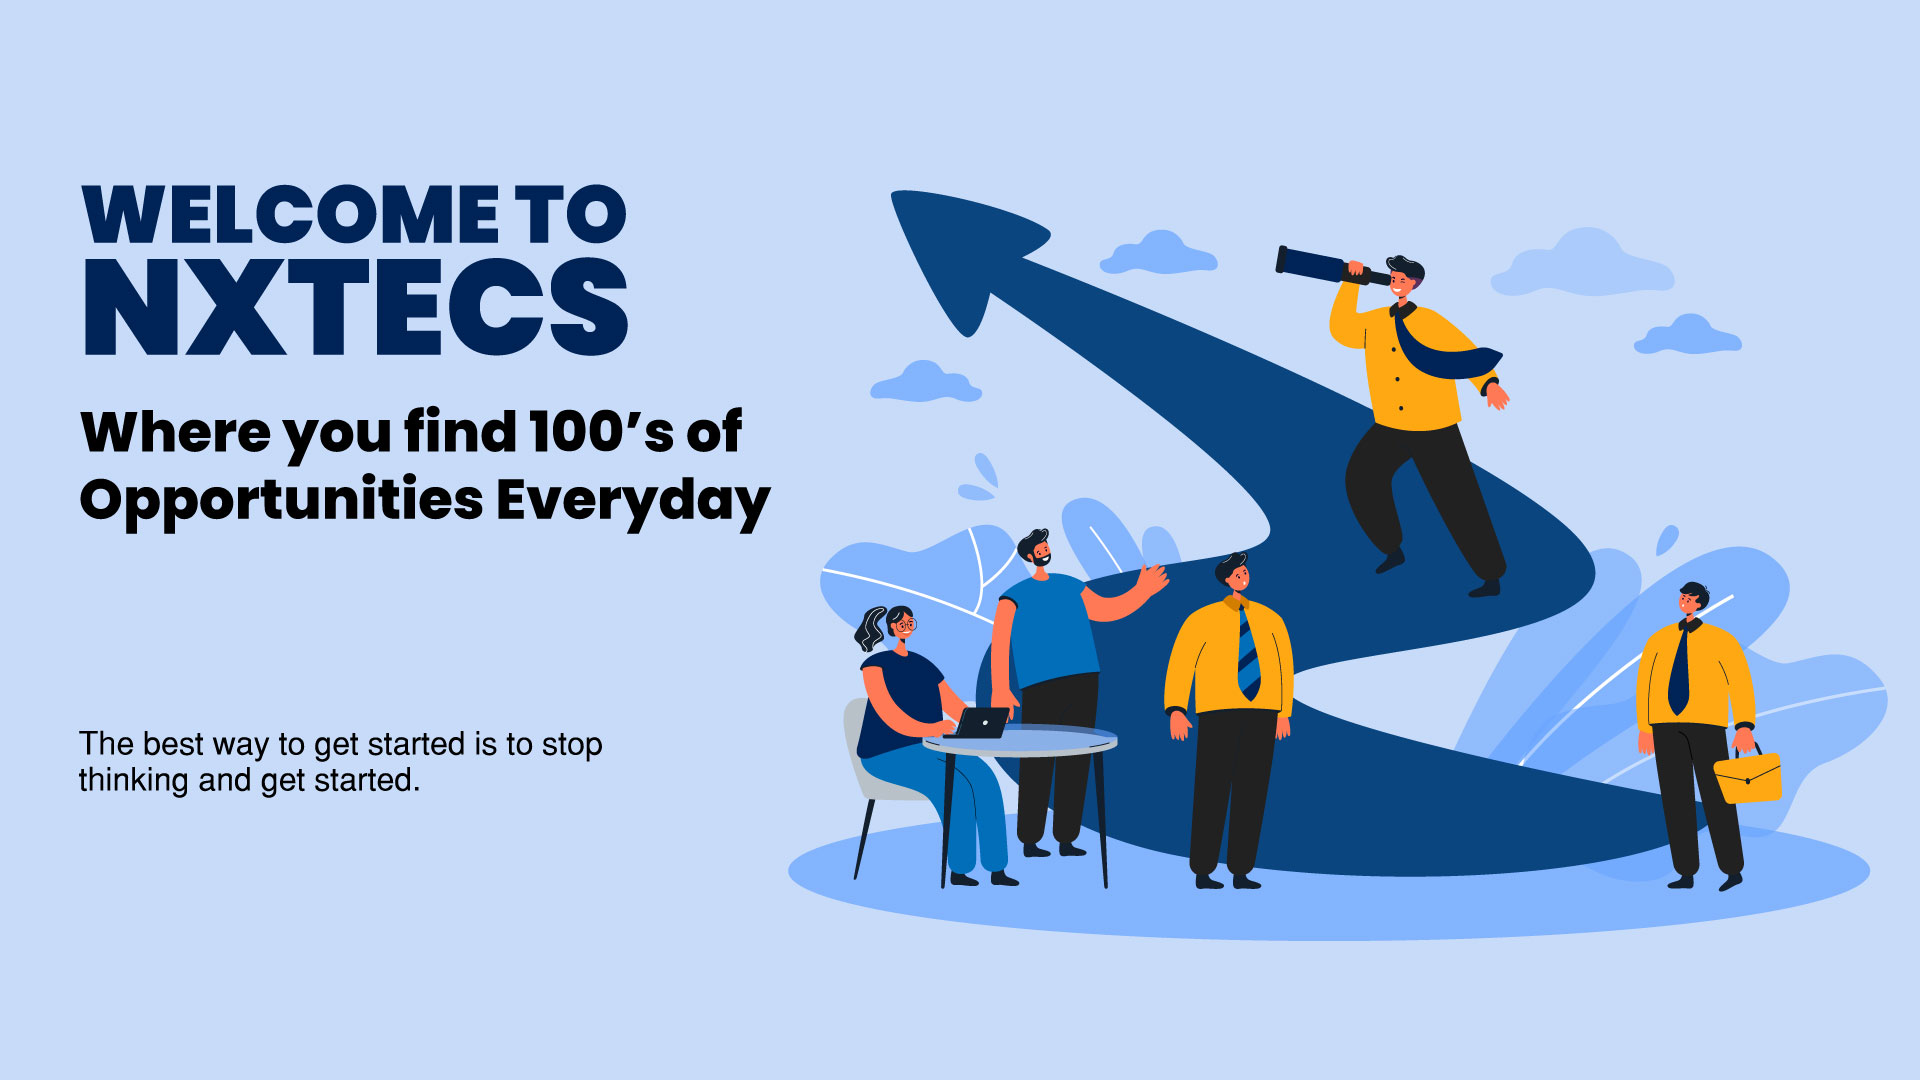 WELCOME TO
NXTECS
Where you find 100’s of
Opportunities Everyday
The best way to get started is to stop
thinking and get started.